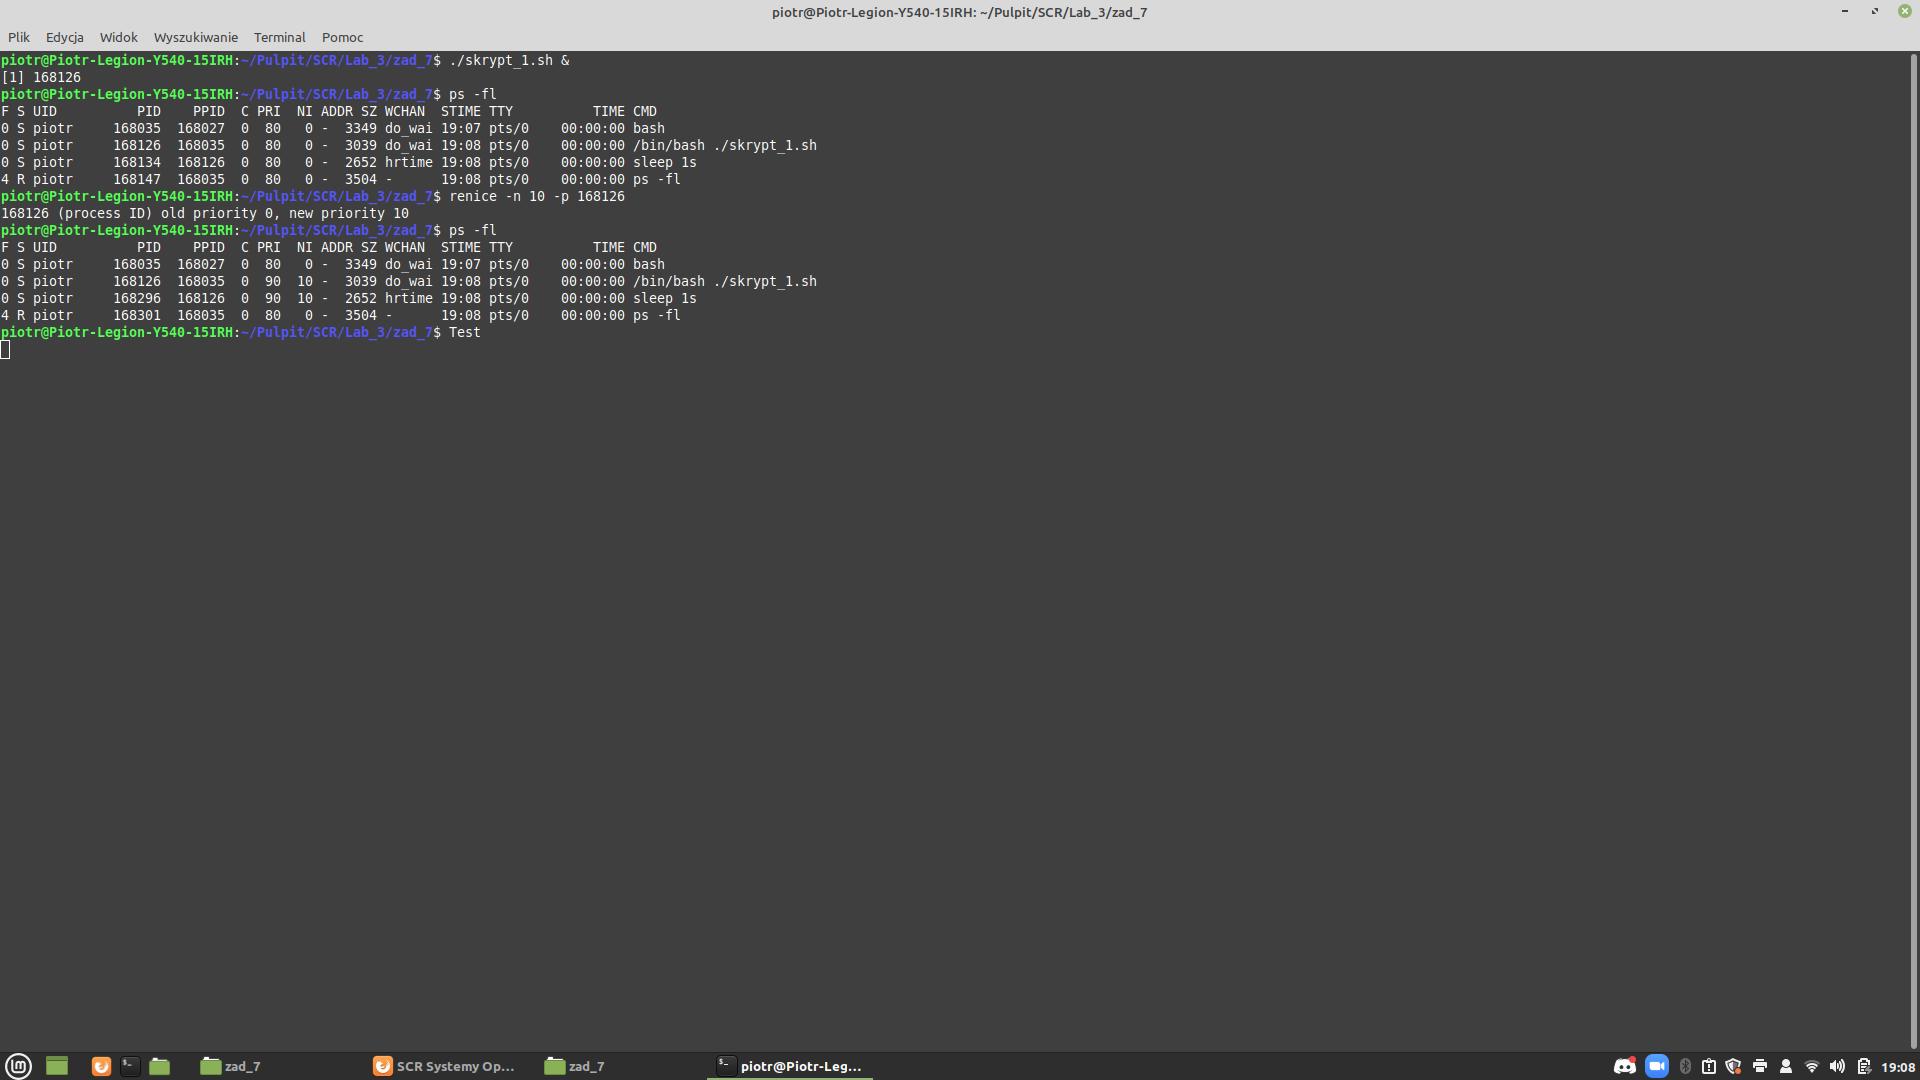 piotr@Piotr-Legion-Y540-15IRH: ~/Pulpit/SCR/Lab_3/zad_7
Plik Edycja Widok Wyszukiwanie Terminal Pomoc
piotr@Piotr-Legion-Y540-15IRH:~/Pulpit/SCR/Lab_3/zad_7$ ./skrypt_1.sh &
[1] 168126
piotr@Piotr-Legion-Y540-15IRH:~/Pulpit/SCR/Lab_3/zad_7$ ps -fl
F S UID          PID    PPID  C PRI  NI ADDR SZ WCHAN  STIME TTY          TIME CMD
0 S piotr     168035  168027  0  80   0 -  3349 do_wai 19:07 pts/0    00:00:00 bash
0 S piotr     168126  168035  0  80   0 -  3039 do_wai 19:08 pts/0    00:00:00 /bin/bash ./skrypt_1.sh
0 S piotr     168134  168126  0  80   0 -  2652 hrtime 19:08 pts/0    00:00:00 sleep 1s
4 R piotr     168147  168035  0  80   0 -  3504 -      19:08 pts/0    00:00:00 ps -fl
piotr@Piotr-Legion-Y540-15IRH:~/Pulpit/SCR/Lab_3/zad_7$ renice -n 10 -p 168126
168126 (process ID) old priority 0, new priority 10
piotr@Piotr-Legion-Y540-15IRH:~/Pulpit/SCR/Lab_3/zad_7$ ps -fl
F S UID          PID    PPID  C PRI  NI ADDR SZ WCHAN  STIME TTY          TIME CMD
0 S piotr     168035  168027  0  80   0 -  3349 do_wai 19:07 pts/0    00:00:00 bash
0 S piotr     168126  168035  0  90  10 -  3039 do_wai 19:08 pts/0    00:00:00 /bin/bash ./skrypt_1.sh
0 S piotr     168296  168126  0  90  10 -  2652 hrtime 19:08 pts/0    00:00:00 sleep 1s
4 R piotr     168301  168035  0  80   0 -  3504 -      19:08 pts/0    00:00:00 ps -fl
piotr@Piotr-Legion-Y540-15IRH:~/Pulpit/SCR/Lab_3/zad_7$ Test
zad_7 SCR Systemy Op... zad_7 piotr@Piotr-Leg... 19:08